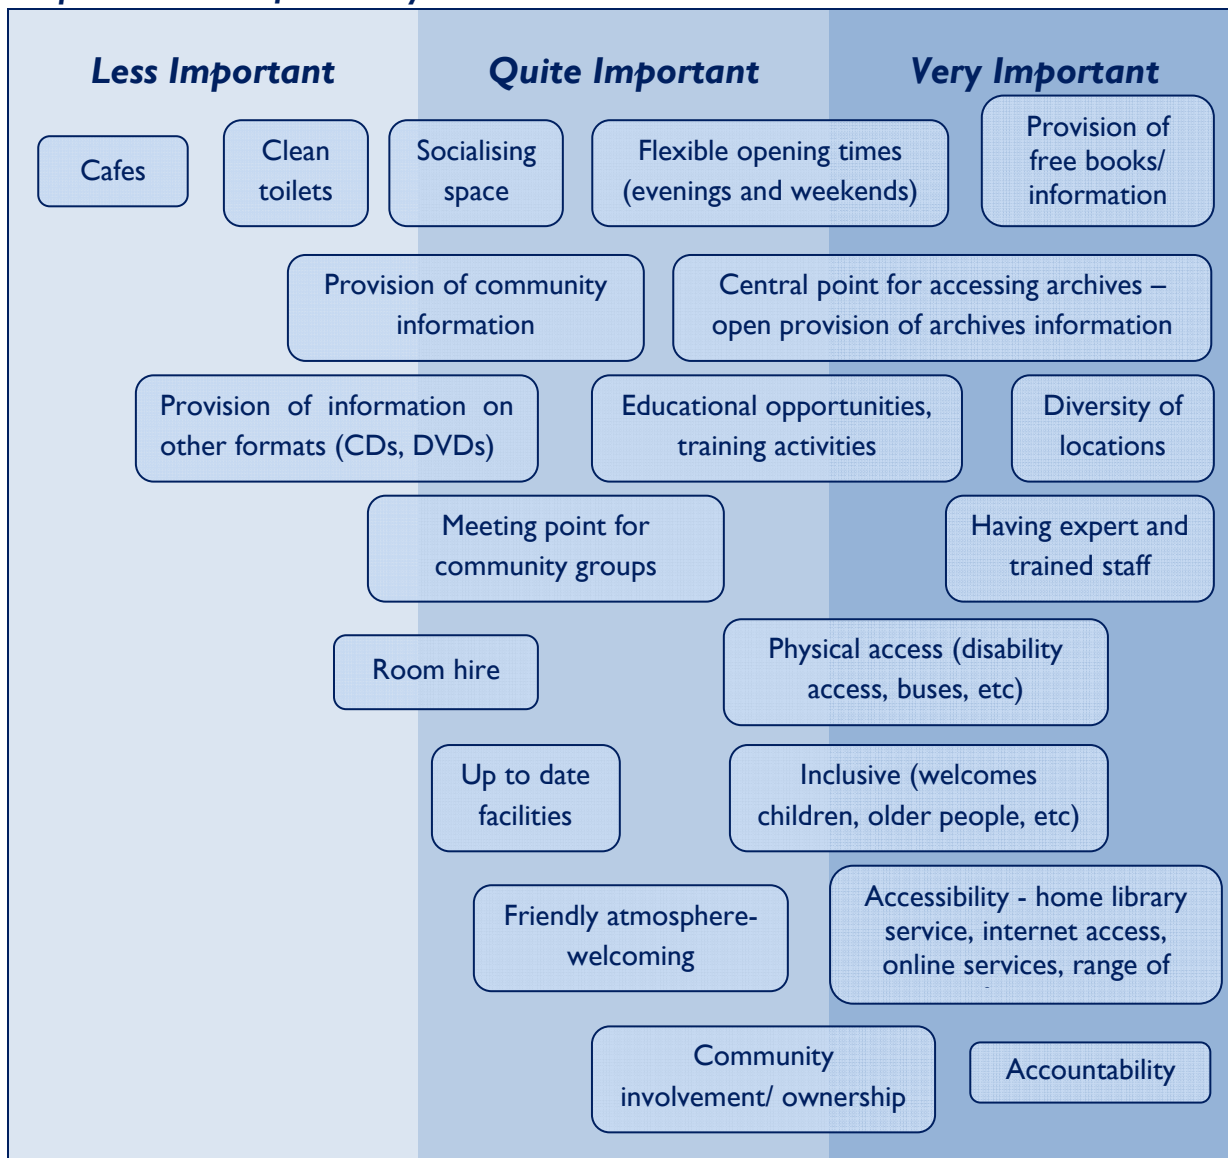 Less Important
Quite Important
Very Important
Cafes
Clean
toilets
Socialising
space
Flexible opening times
(evenings and weekends)
Provision of
free books/
information
Provision of community
information
Central point for accessing archives –
open provision of archives information
Provision of information on
other formats (CDs, DVDs)
Educational opportunities,
training activities
Diversity of
locations
Meeting point for
community groups
Having expert and
trained staff
Room hire
Physical access (disability
access, buses, etc)
Up to date
facilities
Inclusive (welcomes
children, older people, etc)
Friendly atmosphere-
welcoming
Accessibility - home library
service, internet access,
online services, range of
Community
involvement/ ownership
Accountability